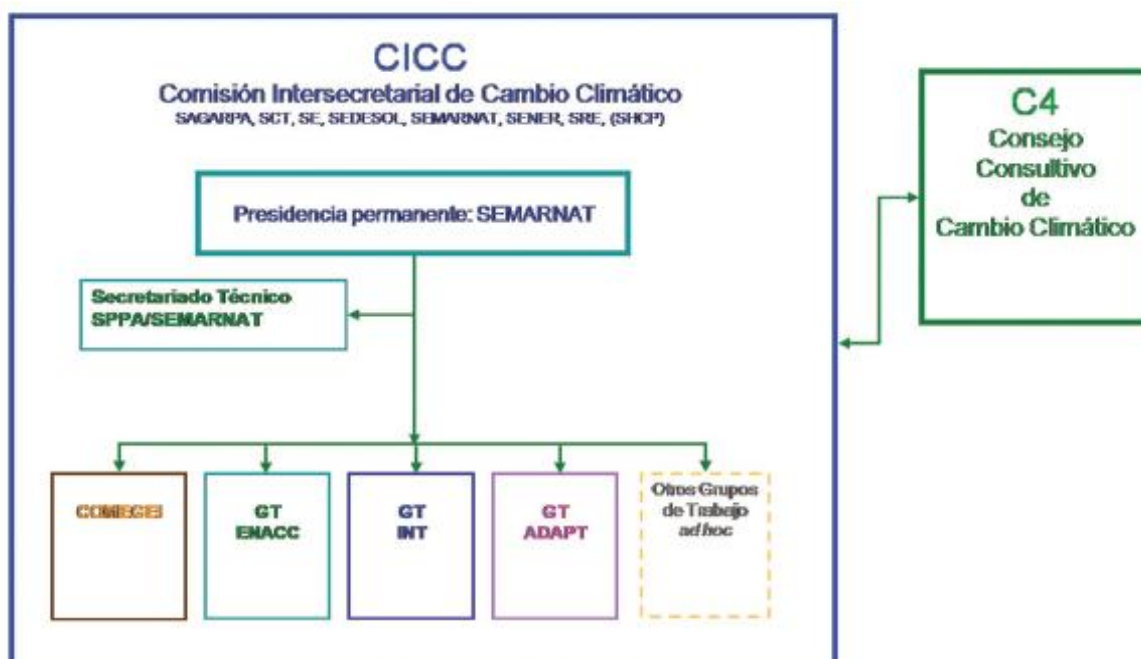 CICC
Comisión Intersecretarial de Cambio Climático
SAGARPA, SCT, SE, SEDESOL, SEMARNAT, SENER, SRE, (SHCP)
Presidencia permanente: SEMARNAT
Secretariado Técnico
SPPA/SEMARNAT
COMEGEI
GT
ENACC
GT
INT
GT
ADAPT
Otros Grupos
de Trabajo
ad hoc
C4
Consejo
Consultivo
de
Cambio Climático